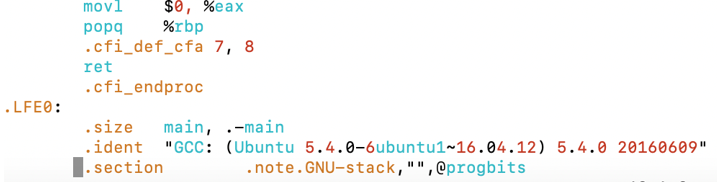 movl $0, %eax
popq %rbp
.cfi_def_cfa 7, 8
ret
.cfi_endproc
.LFE0:
.size main, .-main
.ident "GCC: (Ubuntu 5.4.0-6ubuntu1~16.04.12) 5.4.0 20160609"
.section .note.GNU-stack,"",@progbits